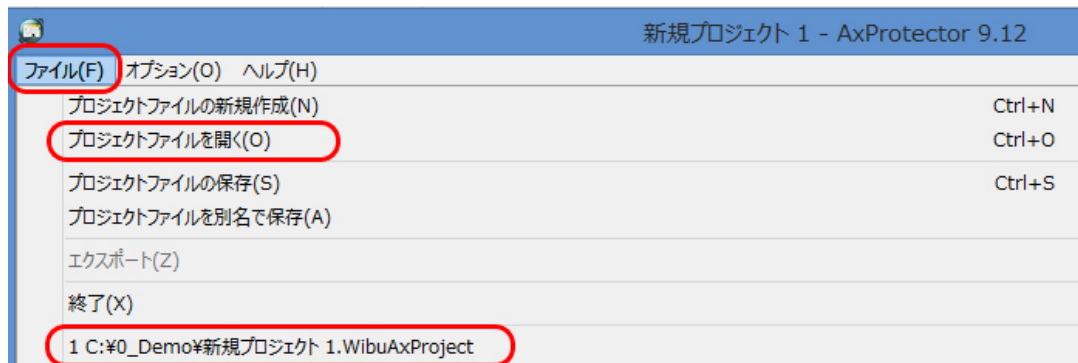 新規プロジェクト 1 - AxProtector 9.12
ファイル(F) オプション(O) ヘルプ(H)
プロジェクトファイルの新規作成(N) Ctrl+N
プロジェクトファイルを開く(O) Ctrl+O
プロジェクトファイルの保存(S) Ctrl+S
プロジェクトファイルを別名で保存(A)
エクスポート(Z)
終了(X)
1 C:¥0_Demo¥新規プロジェクト 1.WibuAxProject